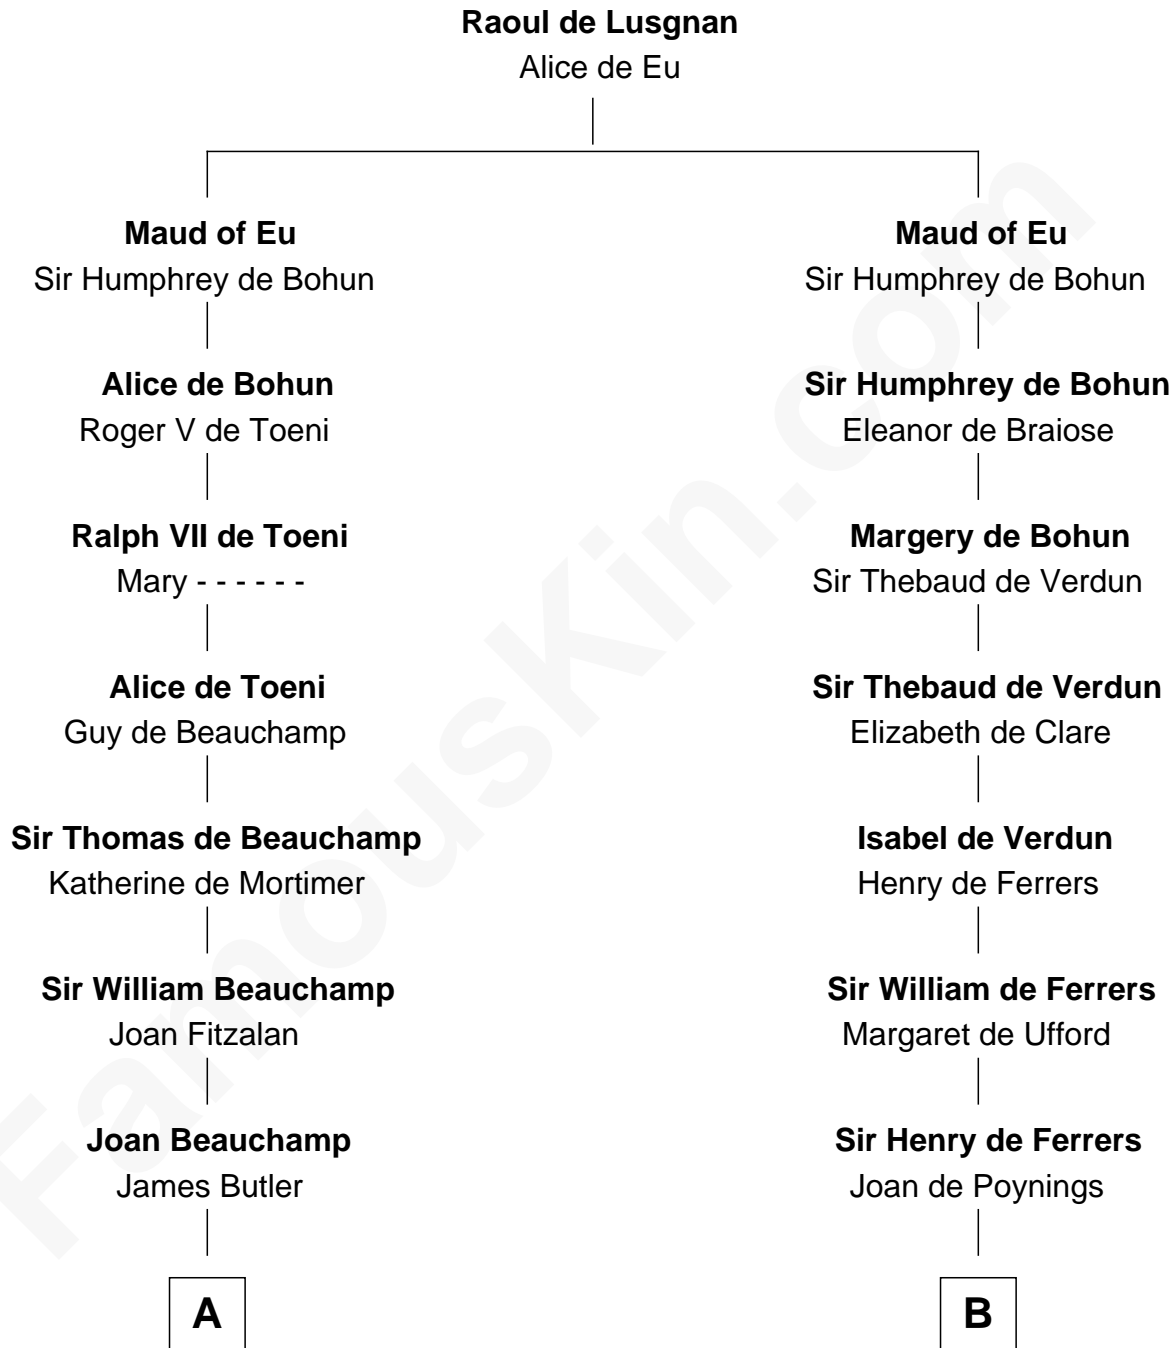 Raoul de Lusgnan
Alice de Eu
Maud of Eu
Sir Humphrey de Bohun
Alice de Bohun
Roger V de Toeni
Ralph VII de Toeni
Mary - - - - - -
Alice de Toeni
Guy de Beauchamp
Sir Thomas de Beauchamp
Katherine de Mortimer
Sir William Beauchamp
Joan Fitzalan
Joan Beauchamp
James Butler
A
Maud of Eu
Sir Humphrey de Bohun
Sir Humphrey de Bohun
Eleanor de Braiose
Margery de Bohun
Sir Thebaud de Verdun
Sir Thebaud de Verdun
Elizabeth de Clare
Isabel de Verdun
Henry de Ferrers
Sir William de Ferrers
Margaret de Ufford
Sir Henry de Ferrers
Joan de Poynings
B
FamousKin.com